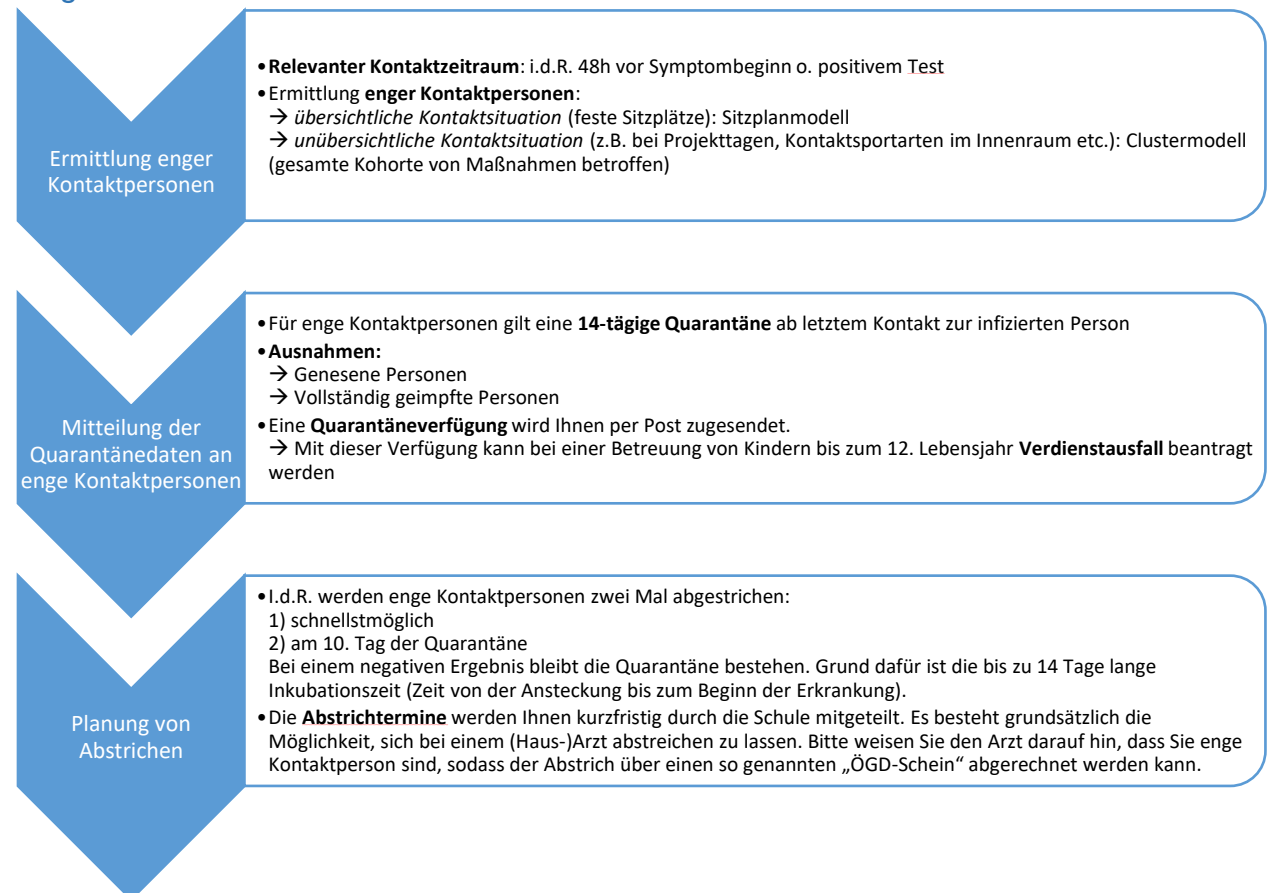 Ermittlung enger
Kontaktpersonen
•Relevanter Kontaktzeitraum: i.d.R. 48h vor Symptombeginn o. positivem Test
•Ermittlung enger Kontaktpersonen:
→ übersichtliche Kontaktsituation (feste Sitzplätze): Sitzplanmodell
→ unübersichtliche Kontaktsituation (z.B. bei Projekttagen, Kontaktsportarten im Innenraum etc.): Clustermodell
(gesamte Kohorte von Maßnahmen betroffen)
Mitteilung der
Quarantänedaten an
enge Kontaktpersonen
•Für enge Kontaktpersonen gilt eine 14-tägige Quarantäne ab letztem Kontakt zur infizierten Person
•Ausnahmen:
→ Genesene Personen
→ Vollständig geimpfte Personen
•Eine Quarantäneverfügung wird Ihnen per Post zugesendet.
→ Mit dieser Verfügung kann bei einer Betreuung von Kindern bis zum 12. Lebensjahr Verdienstausfall beantragt
werden
Planung von
Abstrichen
•I.d.R. werden enge Kontaktpersonen zwei Mal abgestrichen:
1) schnellstmöglich
2) am 10. Tag der Quarantäne
Bei einem negativen Ergebnis bleibt die Quarantäne bestehen. Grund dafür ist die bis zu 14 Tage lange
Inkubationszeit (Zeit von der Ansteckung bis zum Beginn der Erkrankung).
•Die Abstrichtermine werden Ihnen kurzfristig durch die Schule mitgeteilt. Es besteht grundsätzlich die
Möglichkeit, sich bei einem (Haus-)Arzt abstreichen zu lassen. Bitte weisen Sie den Arzt darauf hin, dass Sie enge
Kontaktperson sind, sodass der Abstrich über einen so genannten „ÖGD-Schein“ abgerechnet werden kann.